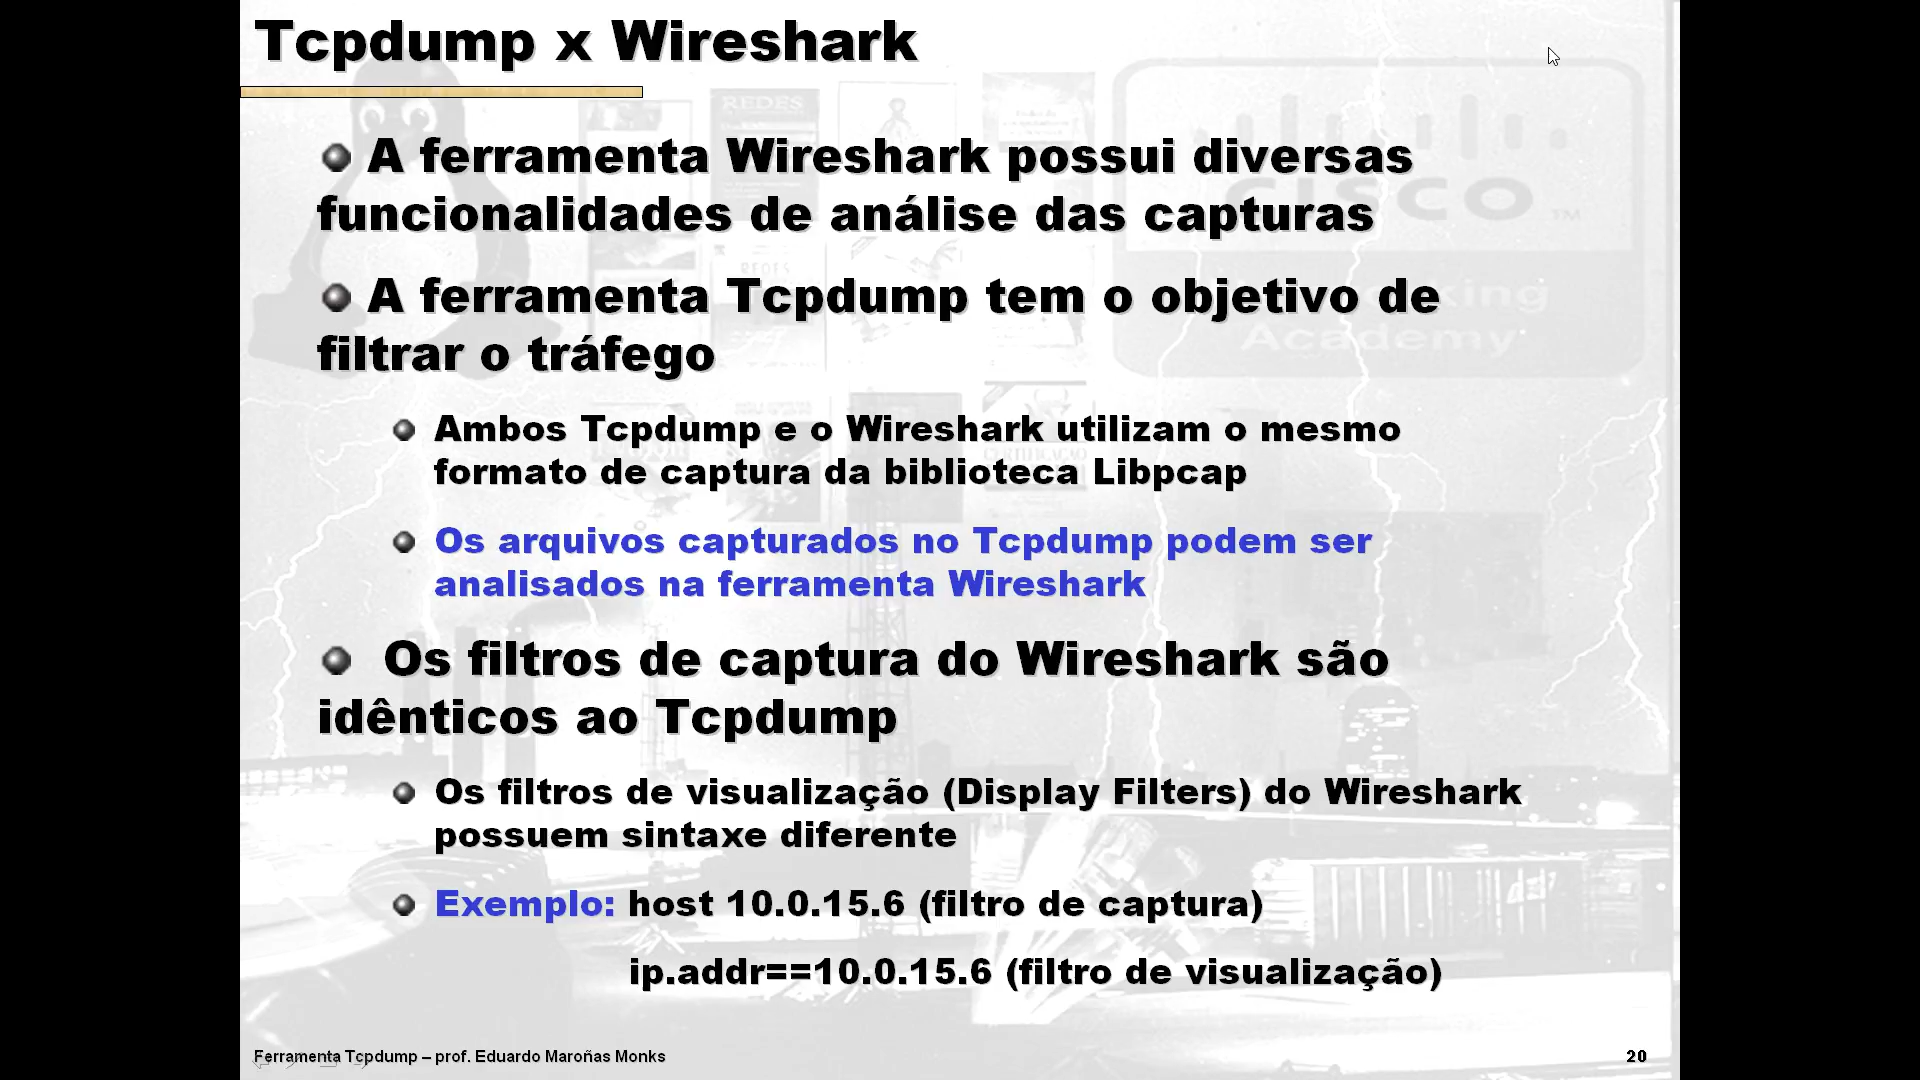 Tcpdump x Wireshark
A ferramenta Wireshark possui diversas
funcionalidades de análise das capturas
A ferramenta Tcpdump tem o objetivo de
filtrar o tráfego
Ambos Tcpdump e o Wireshark utilizam o mesmo
formato de captura da biblioteca Libpcap
Os arquivos capturados no Tcpdump podem ser
analisados na ferramenta Wireshark
Os filtros de captura do Wireshark são
idênticos ao Tcpdump
Os filtros de visualização (Display Filters) do Wireshark
possuem sintaxe diferente
Exemplo: host 10.0.15.6 (filtro de captura)
ip.addr==10.0.15.6 (filtro de visualização)
Ferramenta Tcpdump – prof. Eduardo Maroñas Monks
20
REDES
CISCO
TM
Academy